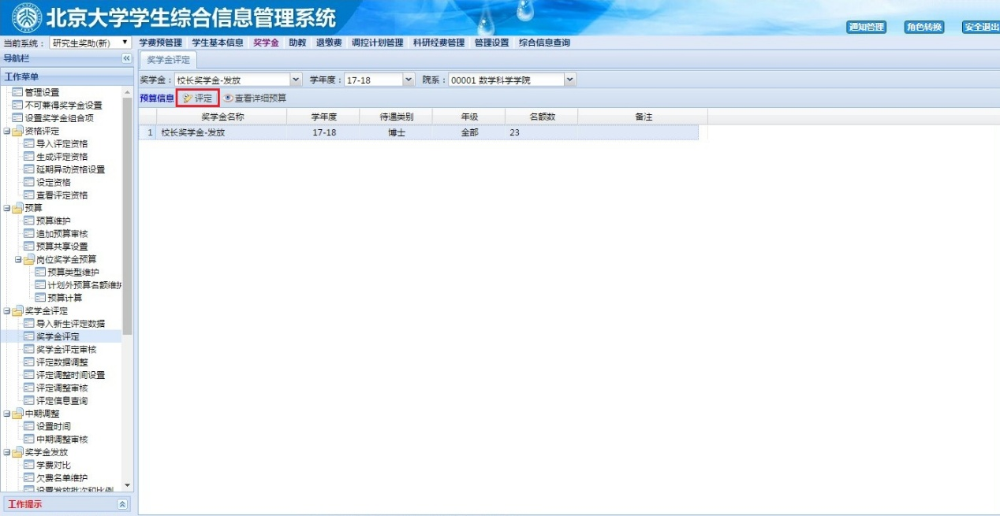 北京大学学生综合信息管理系统
通知管理 角色转换 安全退出
当前系统： 研究生奖助(新) 学费预管理 学生基本信息 奖学金 助教 退缴费 调控计划管理 科研经费管理 管理设置 综合信息查询
导航栏
奖学金评定
工作菜单
奖学金： 校长奖学金-发放 学年度： 17-18 院系： 00001 数学科学学院
预算信息 评定 查看详细预算
奖学金名称 学年度 待遇类别 年级 名额数 备注
1 校长奖学金-发放 17-18 博士 全部 23
管理设置
不可兼得奖学金设置
设置奖学金组合项
资格评定
导入评定资格
生成评定资格
延期异动资格设置
设定资格
查看评定资格
预算
预算维护
追加预算审核
预算共享设置
岗位奖学金预算
预算类型维护
计划外预算名额维护
预算计算
奖学金评定
导入新生评定数据
奖学金评定
奖学金评定审核
评定数据调整
评定调整时间设置
评定调整审核
评定信息查询
中期调整
设置时间
中期调整审核
奖学金发放
学费对比
欠费名单维护
设置发放批次和比例
工作提示